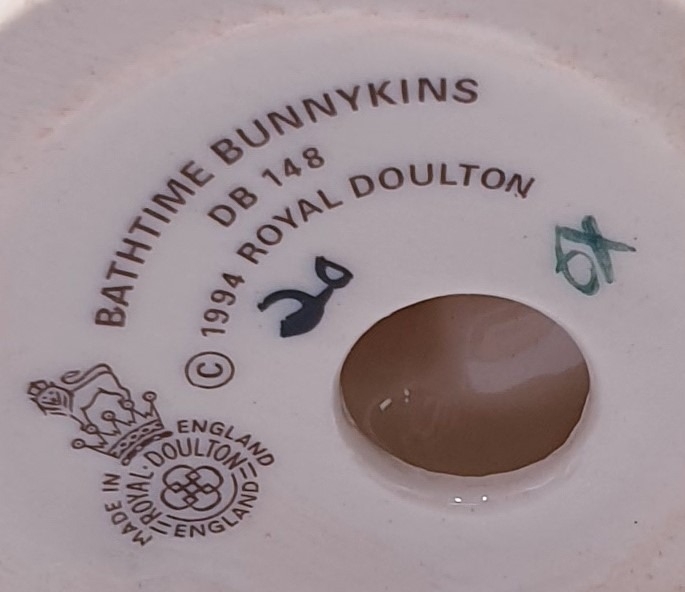 BATHTIME BUNNYKINS
DB 148
© 1994 ROYAL DOULTON
ENGLAND
ROYAL·DOULTON
MADE IN
ENGLAND